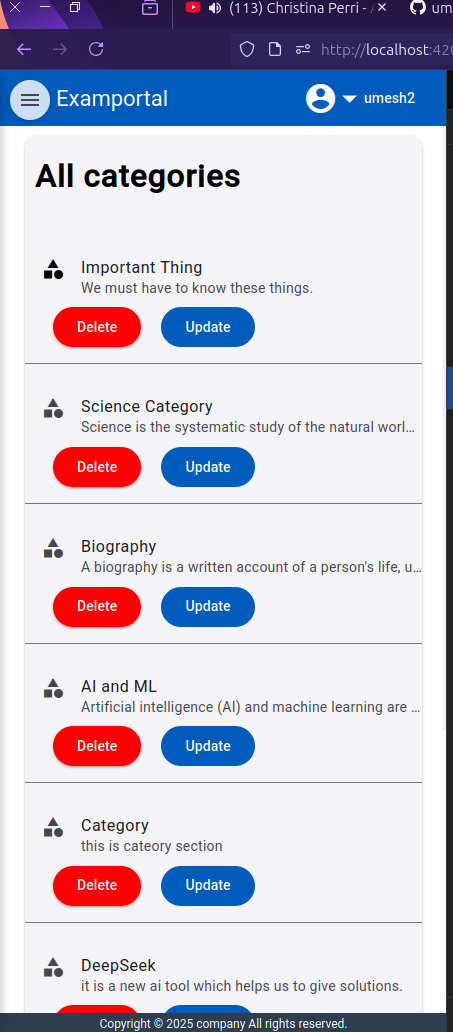 (113) Christina Perri - A
um
http://localhost:420
Examportal
umesh2
All categories
Important Thing
We must have to know these things.
Delete
Update
Science Category
Science is the systematic study of the natural worl…
Delete
Update
Biography
A biography is a written account of a person's life, u…
Delete
Update
AI and ML
Artificial intelligence (AI) and machine learning are …
Delete
Update
Category
this is cateory section
Delete
Update
DeepSeek
it is a new ai tool which helps us to give solutions.
Copyright © 2025 company All rights reserved.